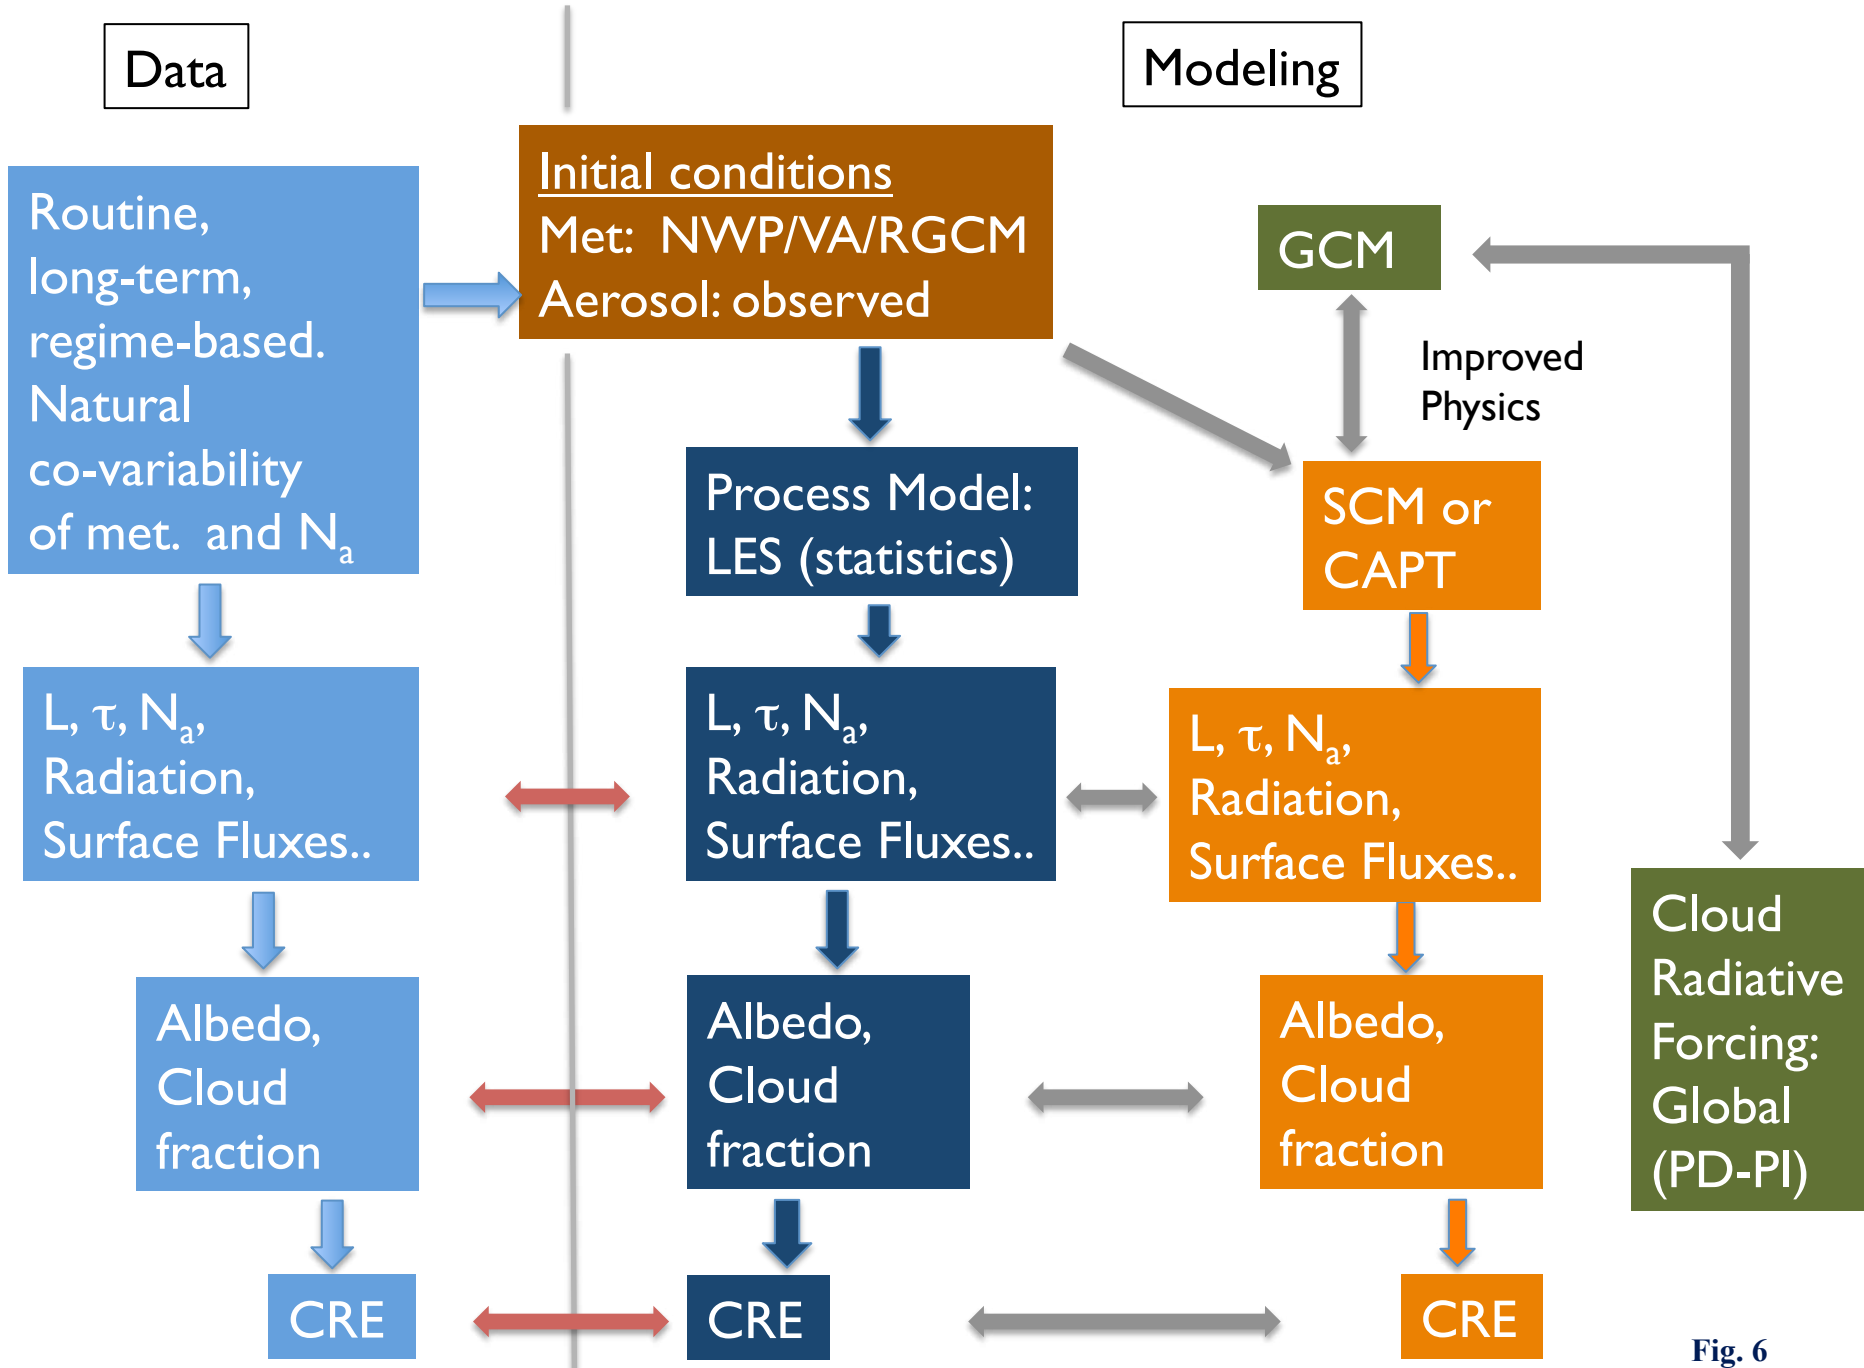 Data
Modeling
Routine,
long-term,
regime-based.
Natural
co-variability
of met. and Na
Initial conditions
Met: NWP/VA/RGCM
Aerosol: observed
GCM
Improved
Physics
Process Model:
LES (statistics)
SCM or
CAPT
L, τ, Na,
Radiation,
Surface Fluxes..
L, τ, Na,
Radiation,
Surface Fluxes..
L, τ, Na,
Radiation,
Surface Fluxes..
Cloud
Radiative
Forcing:
Global
(PD-PI)
Albedo,
Cloud
fraction
Albedo,
Cloud
fraction
Albedo,
Cloud
fraction
CRE
CRE
CRE
Fig. 6